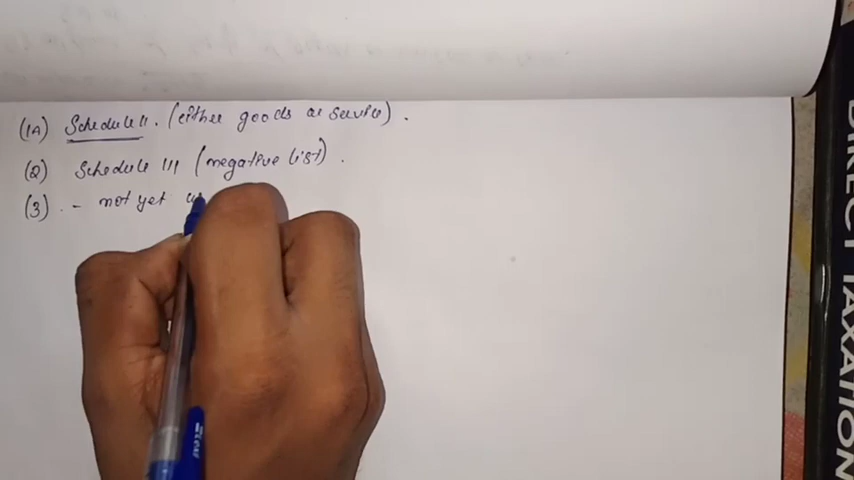 (1A) Schedule II. (either goods or service).
(2) Schedule III (negative list).
(3). - not yet
DIRECT TAXATION